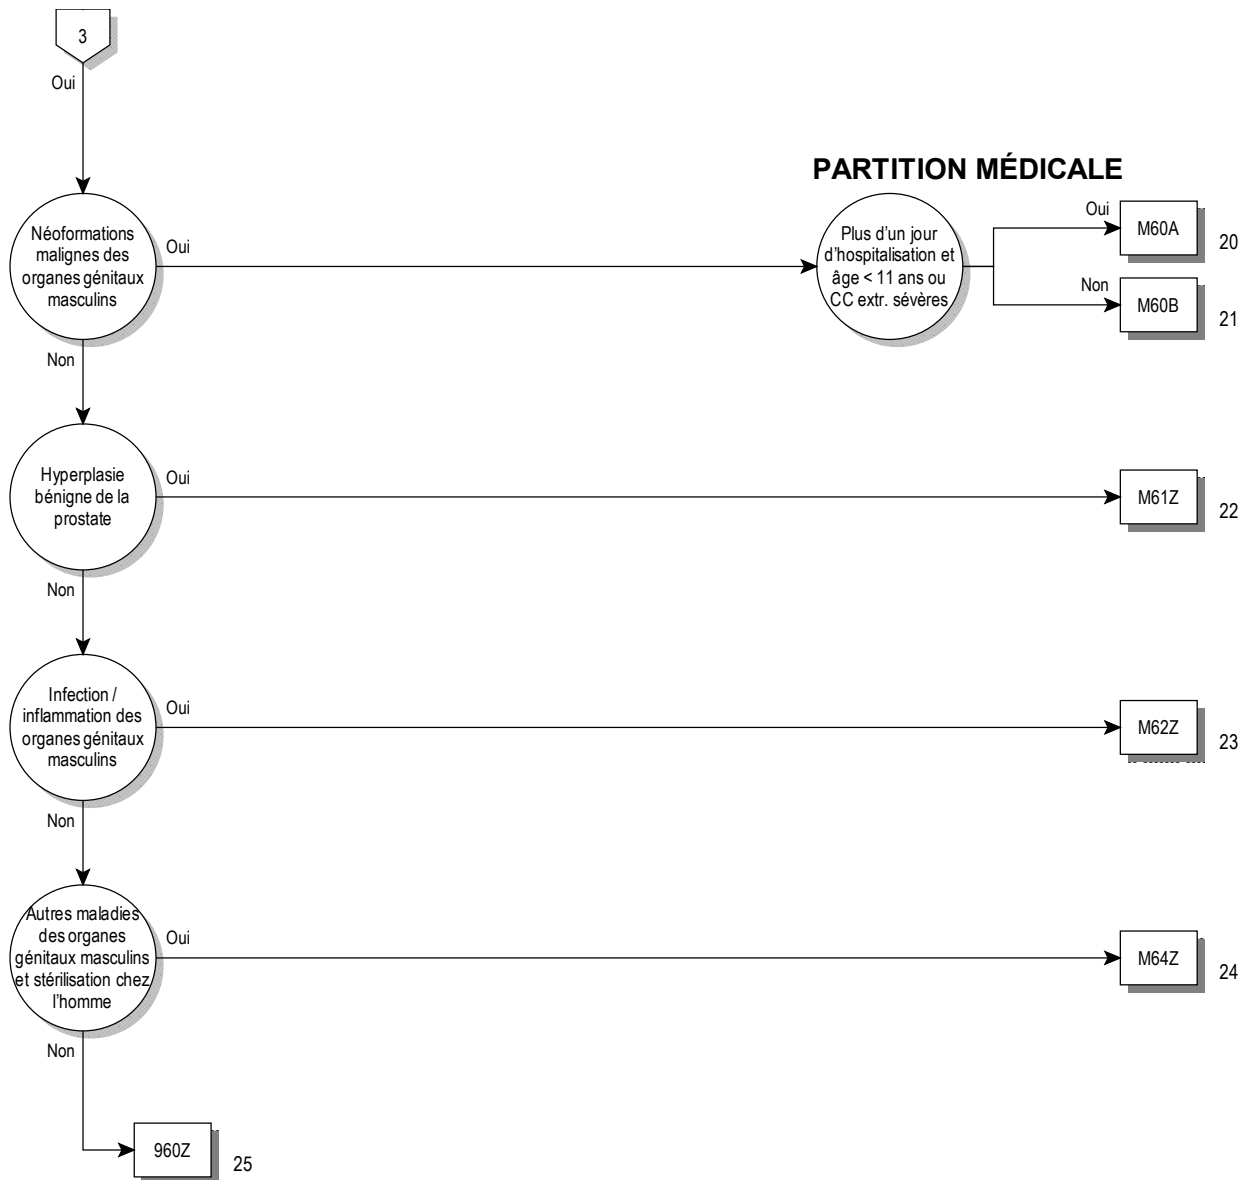 3
Oui
PARTITION MÉDICALE
Néoformations
malignes des
organes génitaux
masculins
Oui
Plus d'un jour
d'hospitalisation et
âge < 11 ans ou
CC extr. sévères
Oui
M60A
20
Non
M60B
21
Non
Hyperplasie
bénigne de la
prostate
Oui
M61Z
22
Non
Infection /
inflammation des
organes génitaux
masculins
Oui
M62Z
23
Non
Autres maladies
des organes
génitaux masculins
et stérilisation chez
l'homme
Oui
M64Z
24
Non
960Z
25